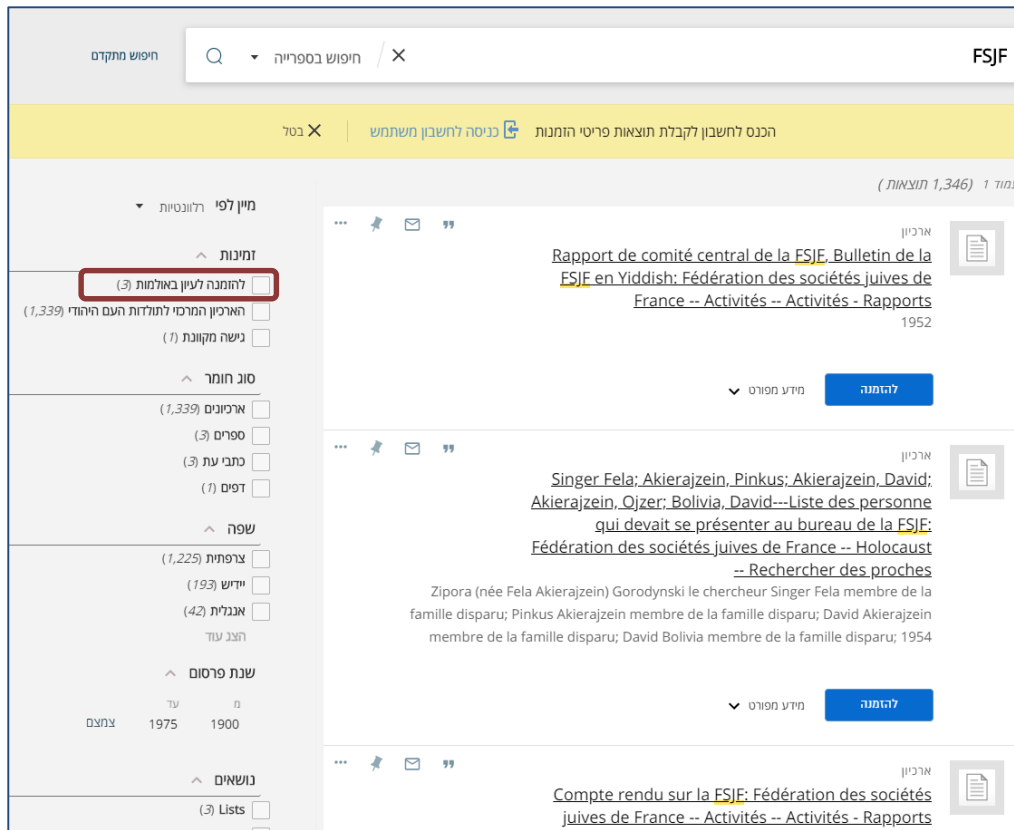 FSJF
חיפוש בספרייה
חיפוש מתקדם
הכנס לחשבון לקבלת תוצאות פריטי הזמנות
כניסה לחשבון משתמש
בטל
עמוד 1 (1,346 תוצאות )
ארכיון
Rapport de comité central de la FSJF, Bulletin de la
FSJF en Yiddish: Fédération des sociétés juives de
France -- Activités -- Activités - Rapports
1952
להזמנה
מידע מפורט
ארכיון
Singer Fela; Akierajzein, Pinkus; Akierajzein, David;
Akierajzein, Ojzer; Bolivia, David---Liste des personne
qui devait se présenter au bureau de la FSJF:
Fédération des sociétés juives de France -- Holocaust
-- Rechercher des proches
Zipora (née Fela Akierajzein) Gorodynski le chercheur Singer Fela membre de la
famille disparu; Pinkus Akierajzein membre de la famille disparu; David Akierajzein
membre de la famille disparu; David Bolivia membre de la famille disparu; 1954
להזמנה
מידע מפורט
ארכיון
Compte rendu sur la FSJF: Fédération des sociétés
juives de France -- Activités -- Activités - Rapports
מיין לפי רלוונטיות
זמינות
להזמנה לעיון באולמות (3)
הארכיון המרכזי לתולדות העם היהודי (1,339)
גישה מקוונת (1)
סוג חומר
ארכיונים (1,339)
ספרים (3)
כתבי עת (3)
דפים (1)
שפה
צרפתית (1,225)
יידיש (193)
אנגלית (42)
הצג עוד
שנת פרסום
מ עד
1900 1975 צמצם
נושאים
Lists (3)